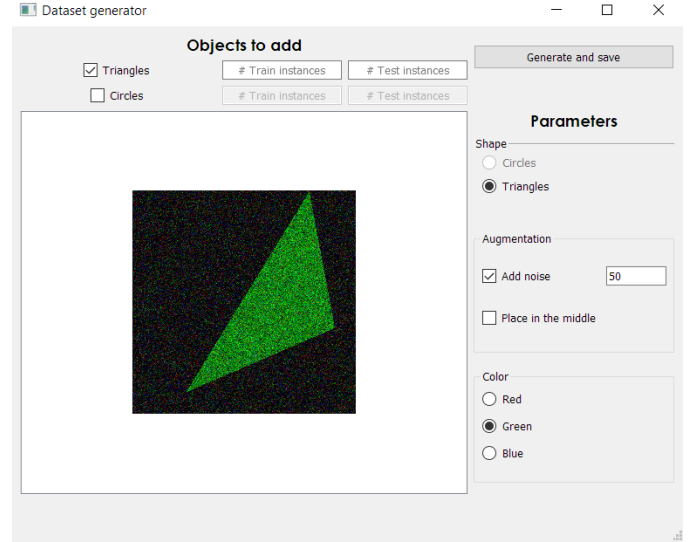 Dataset generator
Objects to add
Triangles # Train instances # Test instances
Circles # Train instances # Test instances
Generate and save
Parameters
Shape
Circles
Triangles
Augmentation
Add noise 50
Place in the middle
Color
Red
Green
Blue